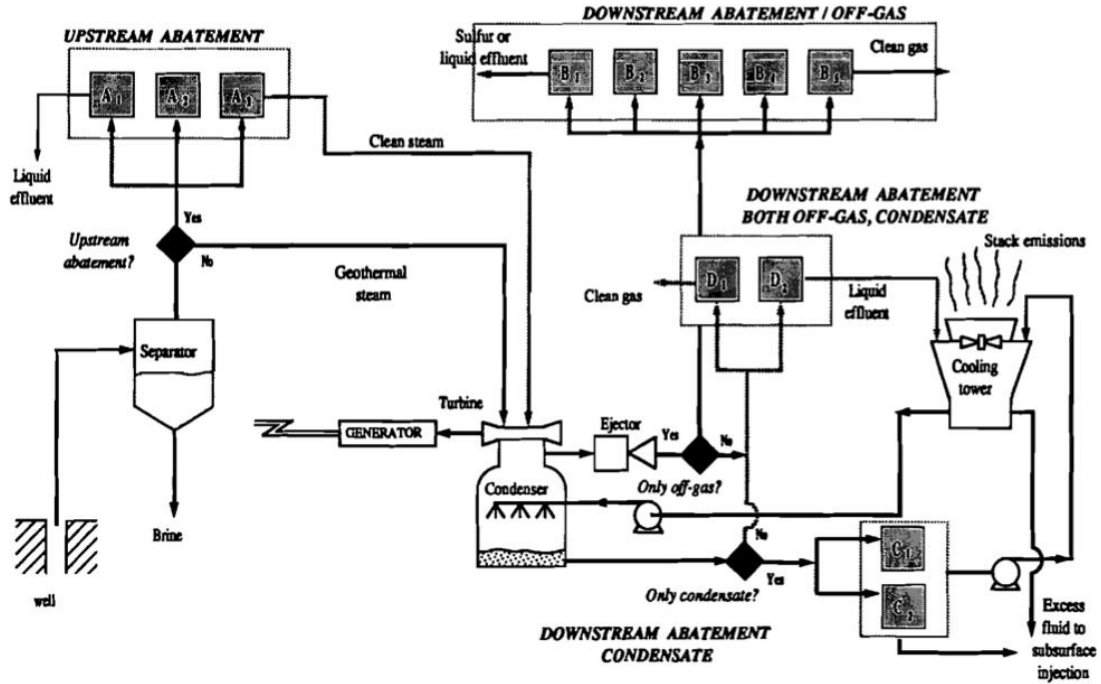 DOWNSTREAM ABATEMENT / OFF-GAS
UPSTREAM ABATEMENT
Sulfur or
liquid effluent
Clean gas
A1
A2
A3
B1
B2
B3
B4
B5
Clean steam
Liquid
effluent
DOWNSTREAM ABATEMENT
BOTH OFF-GAS, CONDENSATE
Yes
Upstream
abatement?
No
Stack emissions
Geothermal
steam
D1
D2
Clean gas
Liquid
effluent
Separator
Cooling
tower
Turbine
Ejector
GENERATOR
Yes
No
Only off-gas?
Condenser
Brine
No
C1
Yes
well
Only condensate?
C2
Excess
fluid to
subsurface
injection
DOWNSTREAM ABATEMENT
CONDENSATE